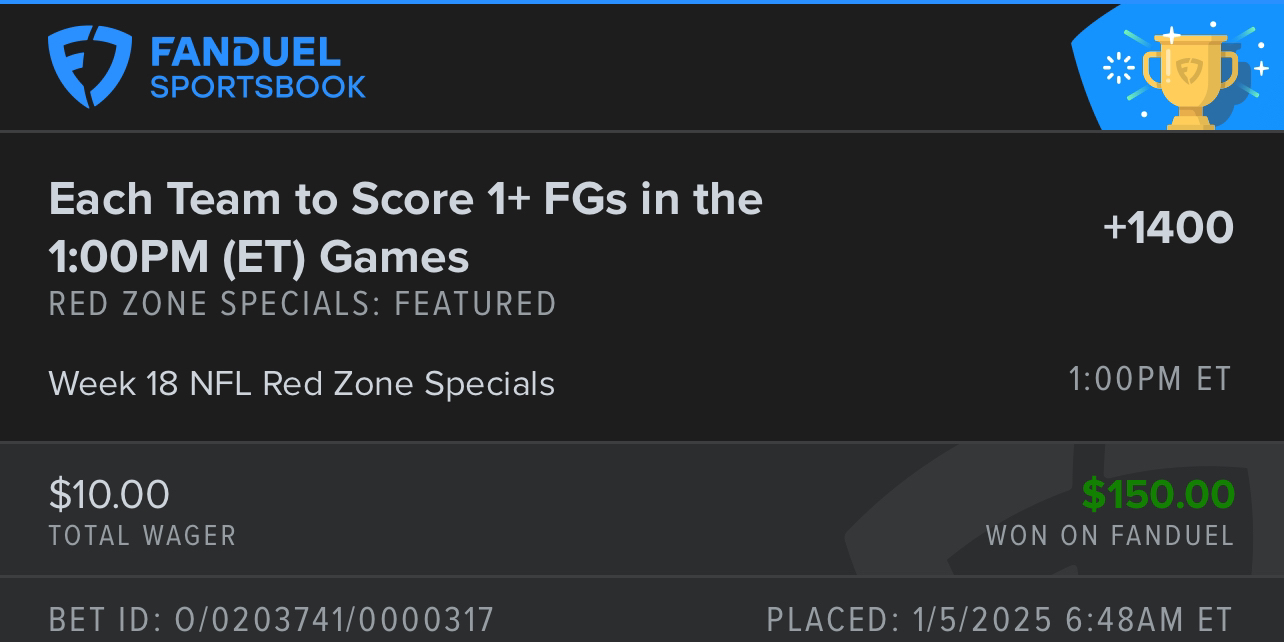 FANDUEL
SPORTSBOOK
Each Team to Score 1+ FGs in the
1:00PM (ET) Games
+1400
RED ZONE SPECIALS: FEATURED
Week 18 NFL Red Zone Specials
1:00PM ET
$10.00
$150.00
TOTAL WAGER
WON ON FANDUEL
BET ID: O/0203741/0000317
PLACED: 1/5/2025 6:48AM ET